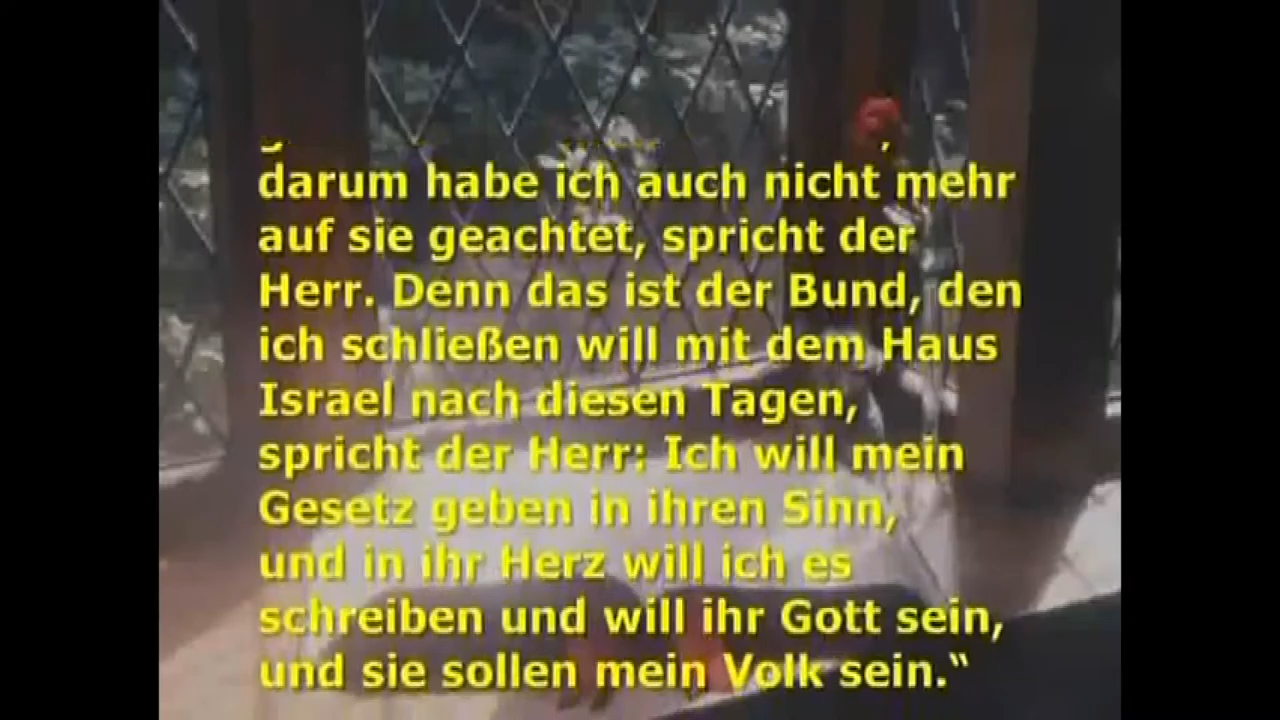 darum habe ich auch nicht mehr
auf sie geachtet, spricht der
Herr. Denn das ist der Bund, den
ich schließen will mit dem Haus
Israel nach diesen Tagen,
spricht der Herr: Ich will mein
Gesetz geben in ihren Sinn,
und in ihr Herz will ich es
schreiben und will ihr Gott sein,
und sie sollen mein Volk sein.“